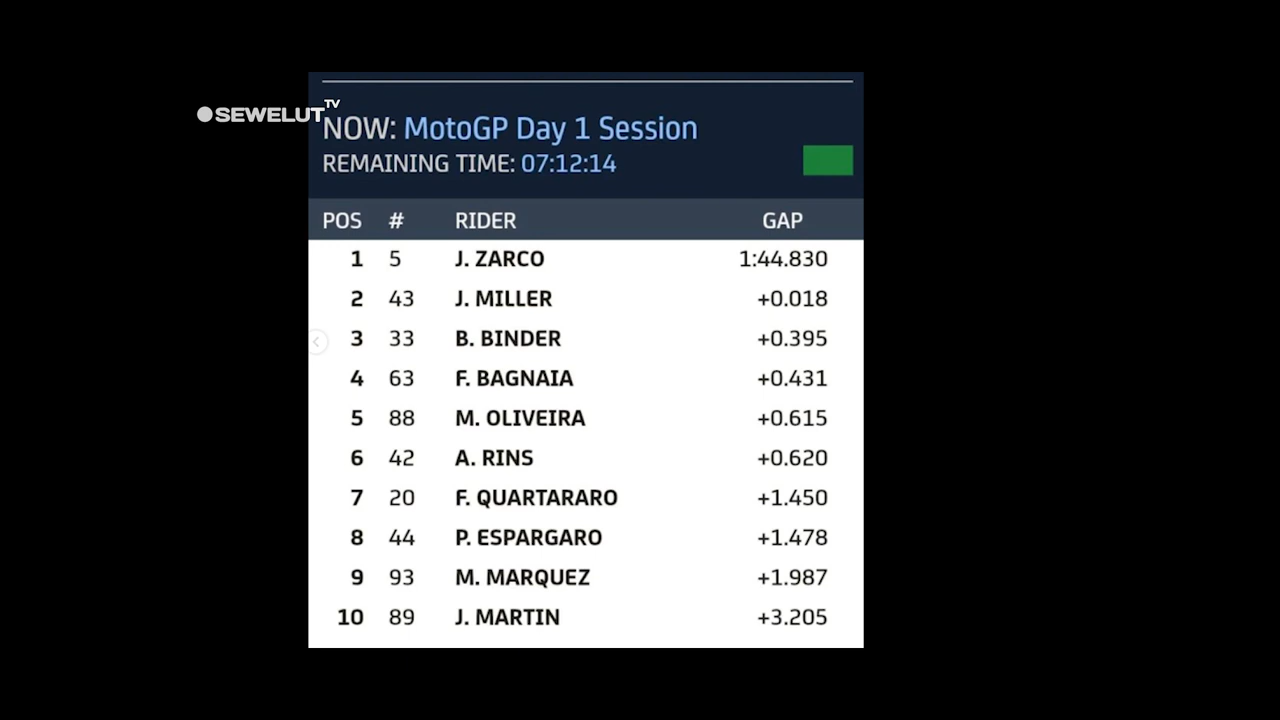 SEWELUT TV
NOW: MotoGP Day 1 Session
REMAINING TIME: 07:12:14
POS # RIDER GAP
1 5 J. ZARCO 1:44.830
2 43 J. MILLER +0.018
3 33 B. BINDER +0.395
4 63 F. BAGNAIA +0.431
5 88 M. OLIVEIRA +0.615
6 42 A. RINS +0.620
7 20 F. QUARTARARO +1.450
8 44 P. ESPARGARO +1.478
9 93 M. MARQUEZ +1.987
10 89 J. MARTIN +3.205